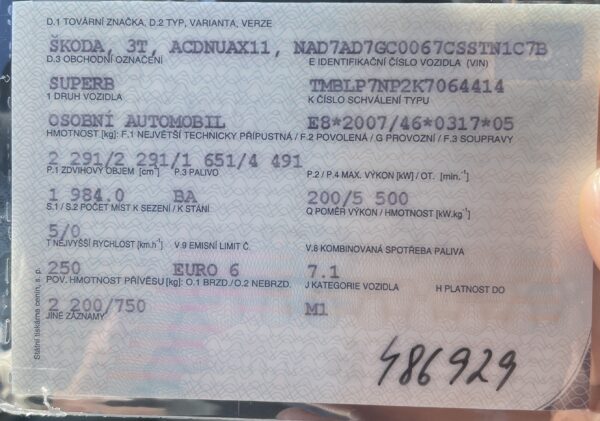 D.1 TOVÁRNÍ ZNAČKA, D.2 TYP, VARIANTA, VERZE
ŠKODA, 3T, ACDNUAX11, NAD7AD7GC0067CSSTN1C7B
D.3 OBCHODNÍ OZNAČENÍ E IDENTIFIKAČNÍ ČÍSLO VOZIDLA (VIN)
SUPERB TMBLP7NP2K7064414
1 DRUH VOZIDLA K ČÍSLO SCHVÁLENÍ TYPU
OSOBNÍ AUTOMOBIL E8*2007/46*0317*05
HMOTNOST [kg]: F.1 NEJVĚTŠÍ TECHNICKY PŘÍPUSTNÁ / F.2 POVOLENÁ / G PROVOZNÍ / F.3 SOUPRAVY
2 291/2 291/1 651/4 491
P.1 ZDVIHOVÝ OBJEM [cm³] P.3 PALIVO P.2 / P.4 MAX. VÝKON [kW] / OT. [min.⁻¹]
1 984.0 BA 200/5 500
S.1 / S.2 POČET MÍST K SEZENÍ / K STÁNÍ Q POMĚR VÝKON / HMOTNOST [kW.kg⁻¹]
5/0
T NEJVYŠŠÍ RYCHLOST [km.h⁻¹] V.9 EMISNÍ LIMIT Č. V.8 KOMBINOVANÁ SPOTŘEBA PALIVA
250 EURO 6 7.1
POV. HMOTNOST PŘÍVĚSU [kg]: O.1 BRZD./O.2 NEBRZD. J KATEGORIE VOZIDLA H PLATNOST DO
2 200/750 M1
JINÉ ZÁZNAMY
486929
Státní tiskárna cenin, s. p.